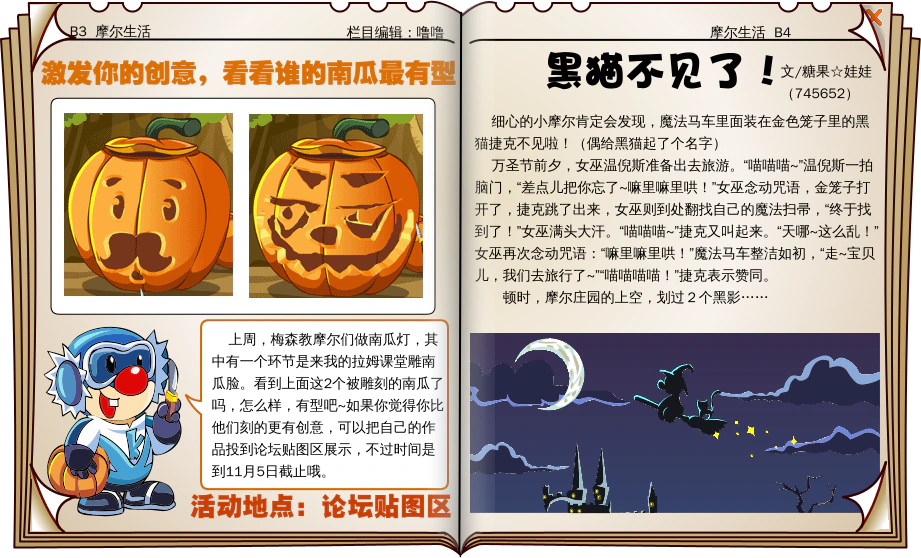 B3 摩尔生活
栏目编辑：噜噜
激发你的创意，看看谁的南瓜最有型
上周，梅森教摩尔们做南瓜灯，其
中有一个环节是来我的拉姆课堂雕南
瓜脸。看到上面这2个被雕刻的南瓜了
吗，怎么样，有型吧~如果你觉得你比
他们刻的更有创意，可以把自己的作
品投到论坛贴图区展示，不过时间是
到11月5日截止哦。
活动地点：论坛贴图区
摩尔生活 B4
黑猫不见了！
文/糖果☆娃娃
（745652）
细心的小摩尔肯定会发现，魔法马车里面装在金色笼子里的黑
猫捷克不见啦！（偶给黑猫起了个名字）
万圣节前夕，女巫温倪斯准备出去旅游。“喵喵喵~”温倪斯一拍
脑门，“差点儿把你忘了~嘛里嘛里哄！”女巫念动咒语，金笼子打
开了，捷克跳了出来，女巫则到处翻找自己的魔法扫帚，“终于找
到了！”女巫满头大汗。“喵喵喵~”捷克又叫起来。“天哪~这么乱！”
女巫再次念动咒语：“嘛里嘛里哄！”魔法马车整洁如初，“走~宝贝
儿，我们去旅行了~”“喵喵喵喵！”捷克表示赞同。
顿时，摩尔庄园的上空，划过２个黑影……